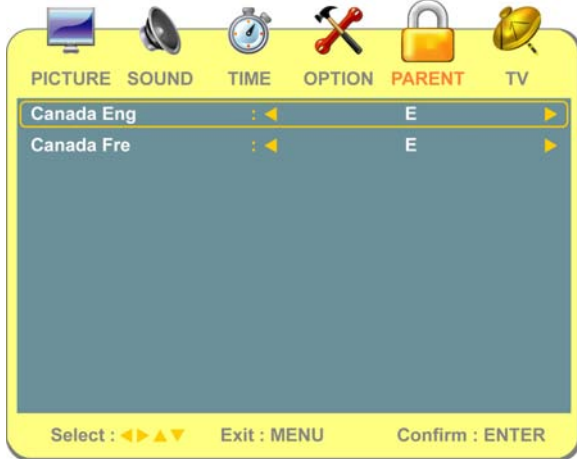 PICTURE SOUND TIME OPTION PARENT TV
Canada Eng : ◀ E ▶
Canada Fre : ◀ E ▶
Select : ◀▶▲▼ Exit : MENU Confirm : ENTER